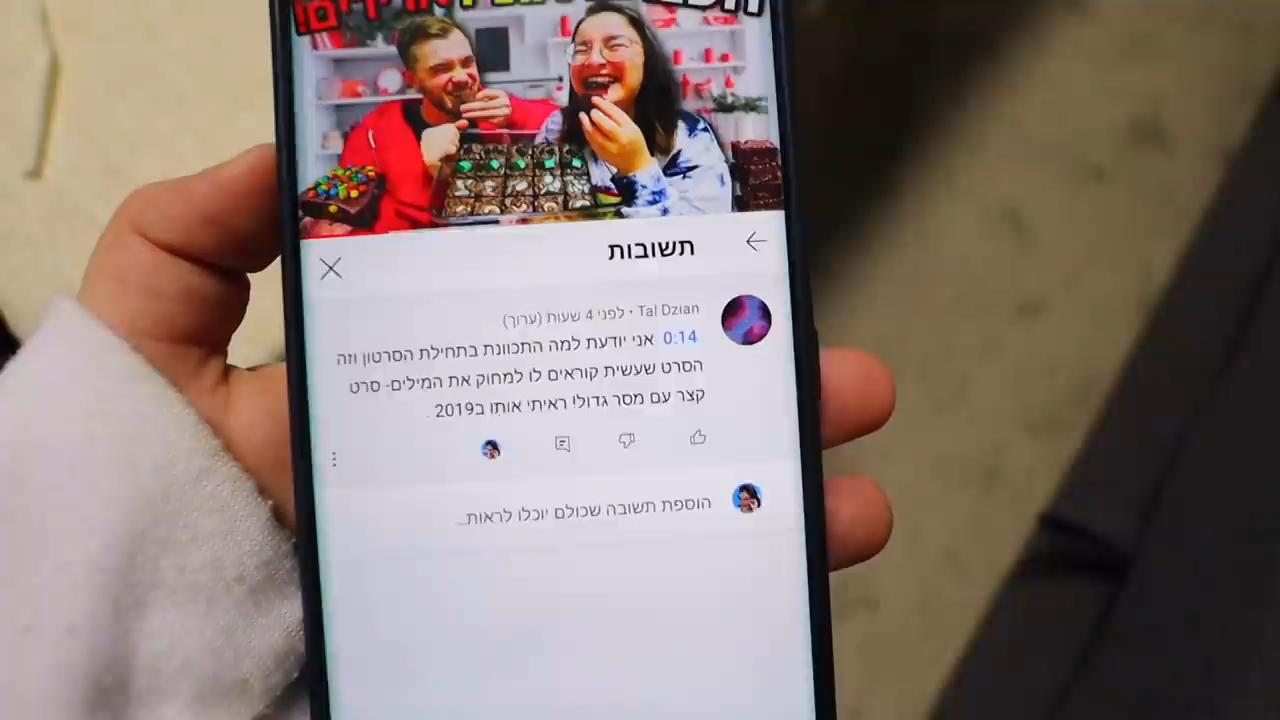 תשובות
Tal Dzian • לפני 4 שעות (ערוך)
0:14 אני יודעת למה התכוונת בתחילת הסרטון וזה
הסרט שעשית קוראים לו למחוק את המילים- סרט
קצר עם מסר גדול! ראיתי אותו ב2019 .
הוספת תשובה שכולם יוכלו לראות...